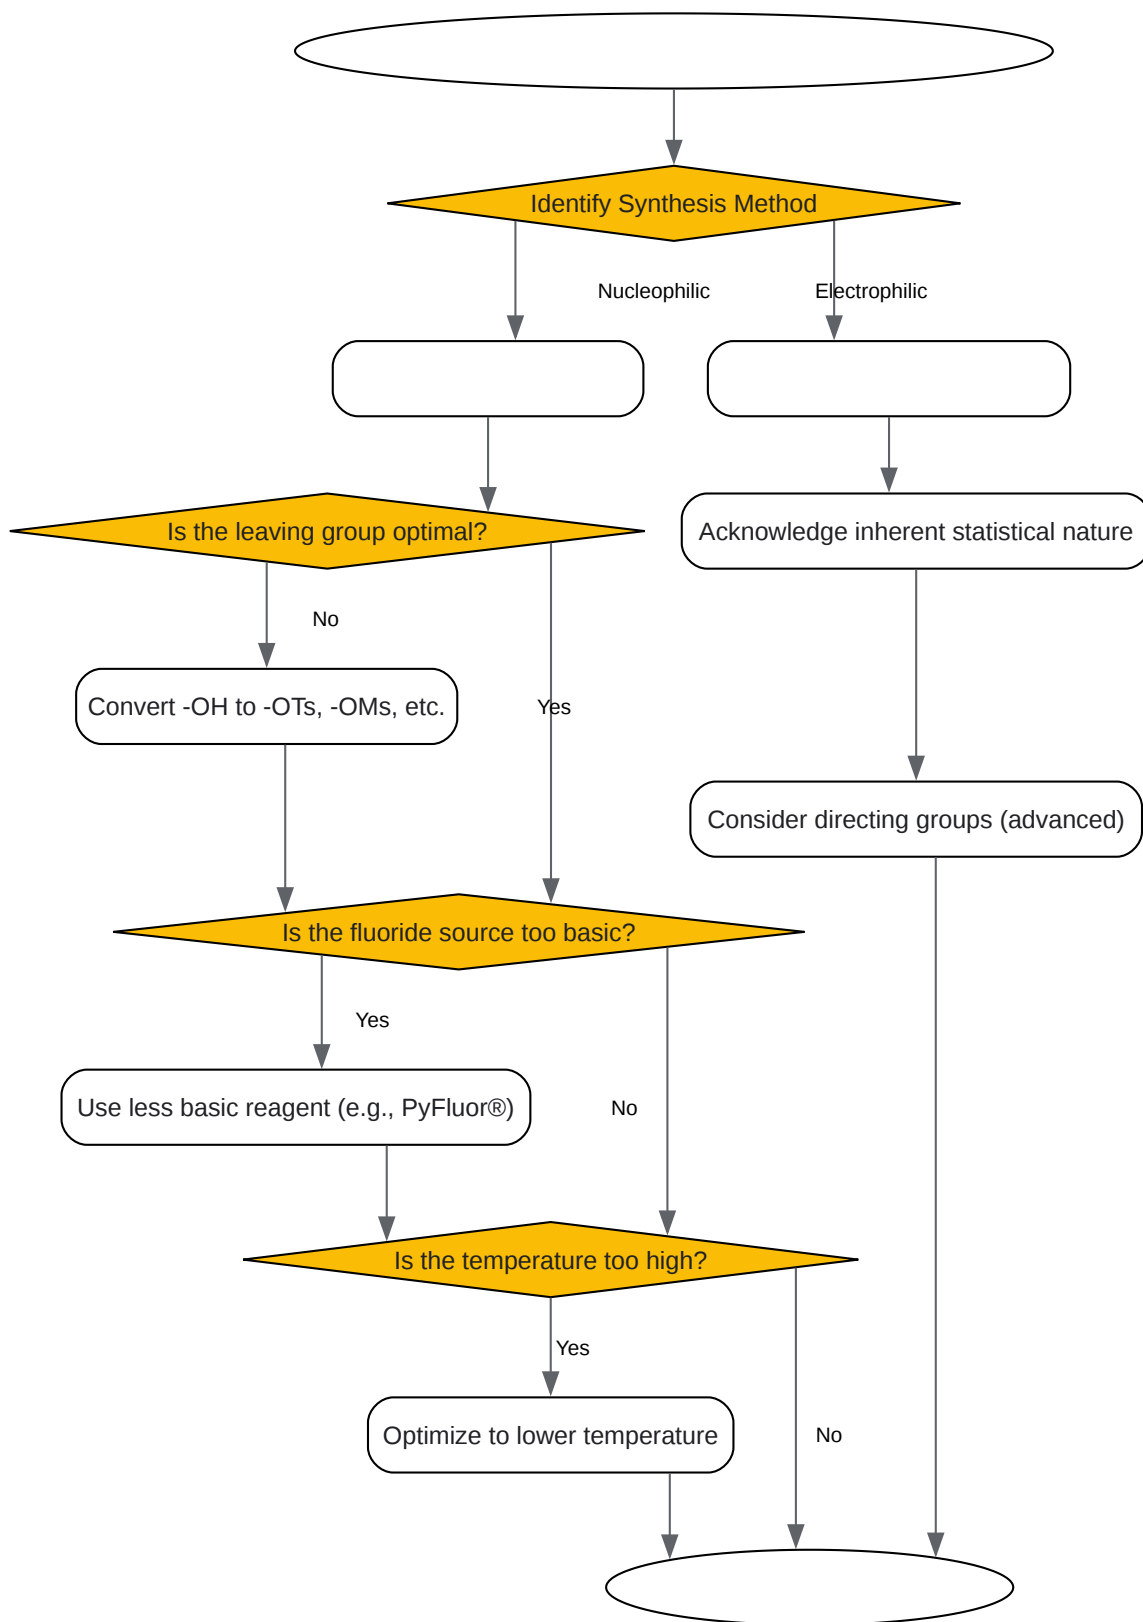 Identify Synthesis Method
Nucleophilic
Electrophilic
Is the leaving group optimal?
Acknowledge inherent statistical nature
No
Convert -OH to -OTs, -OMs, etc.
Yes
Consider directing groups (advanced)
Is the fluoride source too basic?
Yes
Use less basic reagent (e.g., PyFluor®)
No
Is the temperature too high?
Yes
Optimize to lower temperature
No